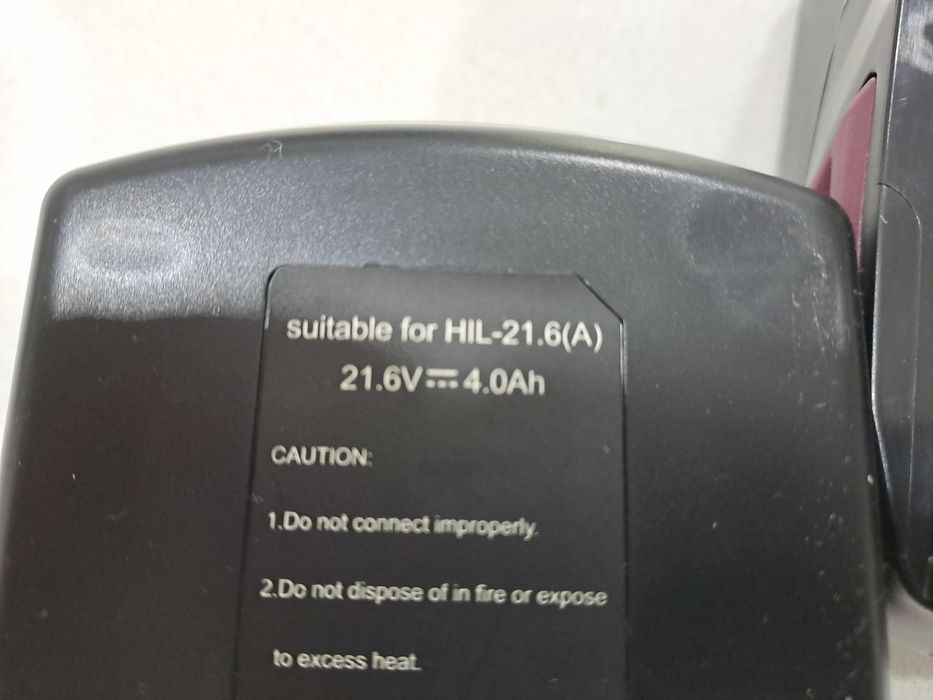 suitable for HIL-21.6(A)
21.6V⎓4.0Ah
CAUTION:
1.Do not connect improperly.
2.Do not dispose of in fire or expose
to excess heat.